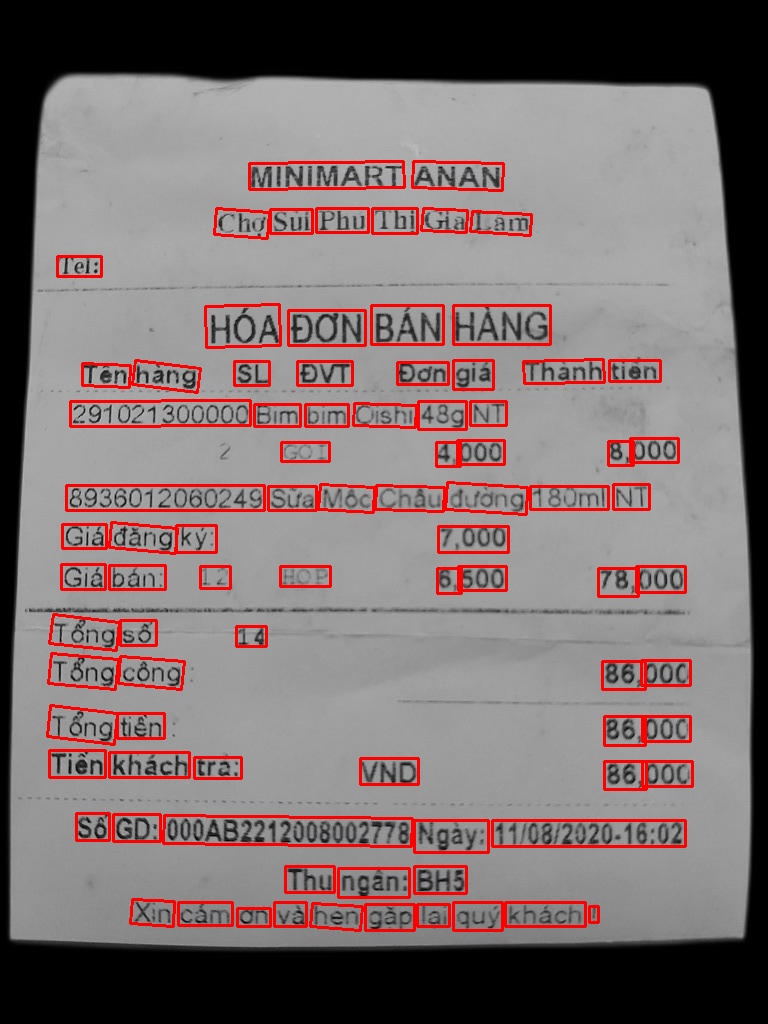 MINIMART ANAN
Chợ Sủi Phú Thị Gia Lâm
Tel:
HÓA ĐƠN BÁN HÀNG
Tên hàng SL ĐVT Đơn giá Thành tiền
291021300000 Bim bim Oishi 48g NT
2 GOI 4,000 8,000
8936012060249 Sữa Mộc Châu đường 180ml NT
Giá đăng ký: 7,000
Giá bán: 12 HOP 6,500 78,000
Tổng số 14
Tổng cộng : 86,000
Tổng tiền : 86,000
Tiền khách trả: VND 86,000
Số GD: 000AB2212008002778 Ngày: 11/08/2020-16:02
Thu ngân: BH5
Xin cảm ơn và hẹn gặp lại quý khách !